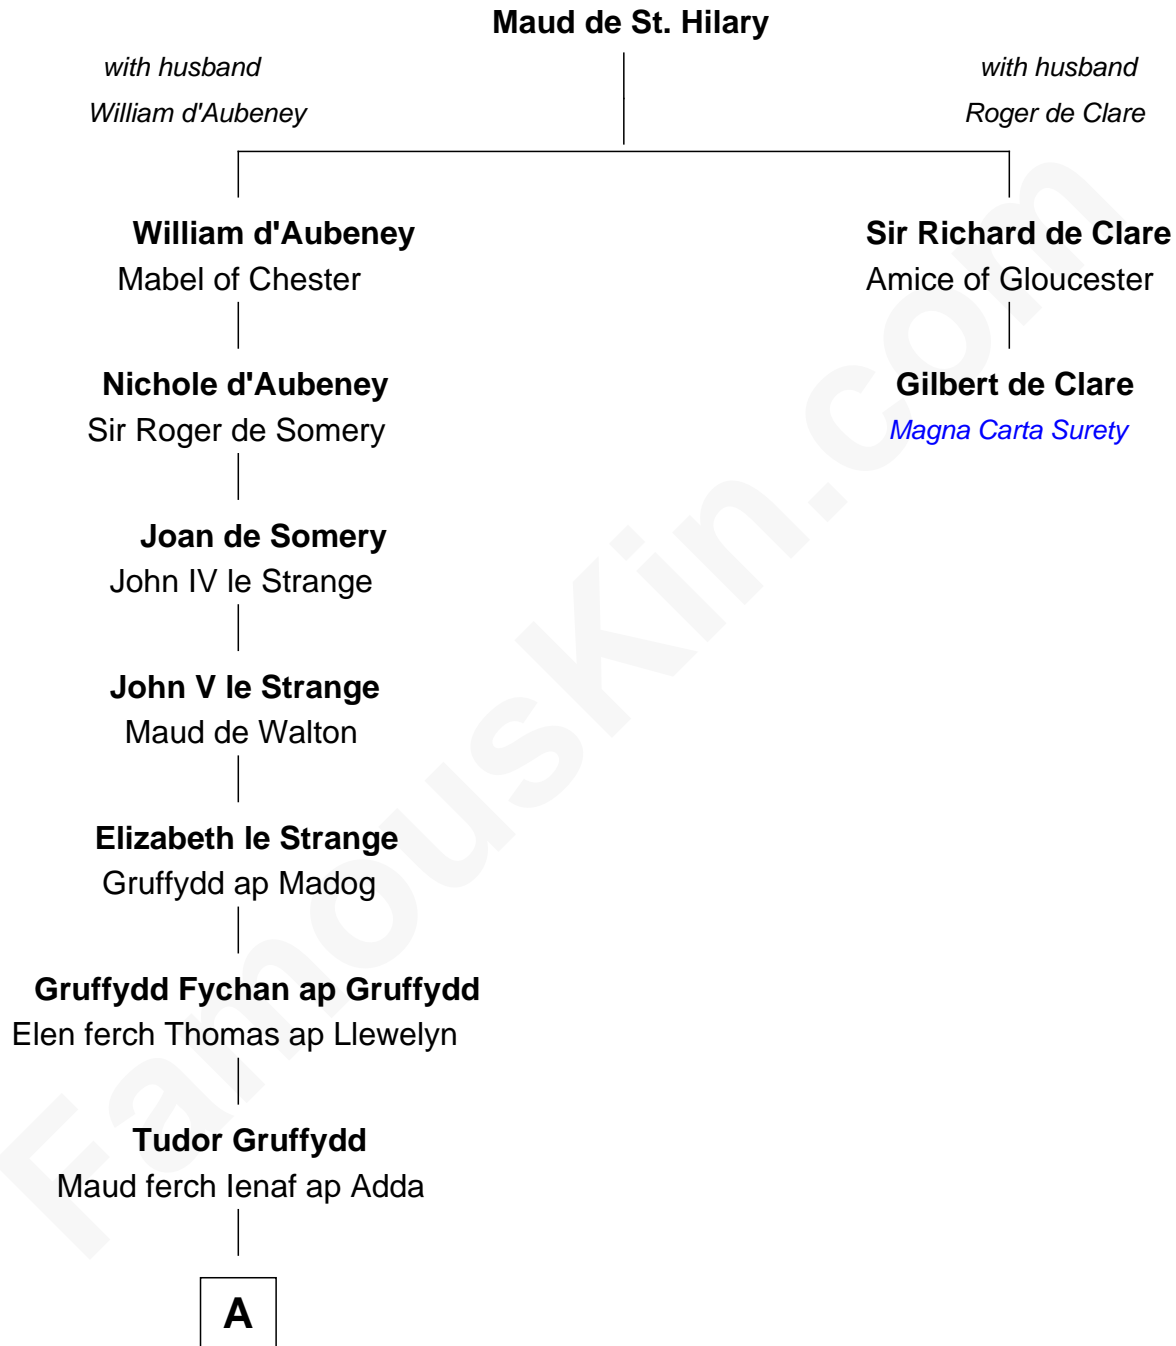 Maud de St. Hilary
with husband
William d'Aubeney
with husband
Roger de Clare
William d'Aubeney
Mabel of Chester
Sir Richard de Clare
Amice of Gloucester
Nichole d'Aubeney
Sir Roger de Somery
Gilbert de Clare
Magna Carta Surety
Joan de Somery
John IV le Strange
John V le Strange
Maud de Walton
Elizabeth le Strange
Gruffydd ap Madog
Gruffydd Fychan ap Gruffydd
Elen ferch Thomas ap Llewelyn
Tudor Gruffydd
Maud ferch Ienaf ap Adda
A
FamousKin.com